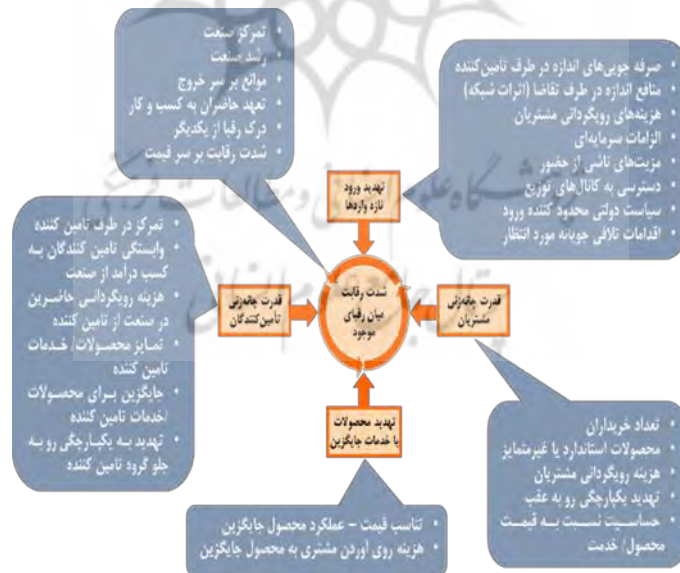 تمرکز صنعت
رشد صنعت
موانع بر سر خروج
تعهد حاضران به کسب و کار
درک رقبا از یکدیگر
شدت رقابت بر سر قیمت
صرفه جویی‌های اندازه در طرف تامین‌کننده
منافع اندازه در طرف تقاضا (اثرات شبکه)
هزینه‌های رویگردانی مشتریان
الزامات سرمایه‌ای
مزیت‌های ناشی از حضور
دسترسی به کانال‌های توزیع
سیاست دولتی محدود کننده ورود
اقدامات تلافی جویانه مورد انتظار
تهدید ورود
تازه واردها
تمرکز در طرف تامین کننده
وابستگی تامین کنندگان به
کسب درآمد از صنعت
هزینه رویگردانی حاضرین
در صنعت از تامین کننده
تمایز محصولات/ خدمات
تامین کننده
جایگزین برای محصولات
/خدمات تامین کننده
تهدید به یکپارچگی رو به
جلو گروه تامین کننده
قدرت چانه‌زنی
تأمین‌کنندگان
شدت رقابت
میان رقبای
موجود
قدرت چانه‌زنی
مشتریان
تهدید محصولات
یا خدمات جایگزین
تعداد خریداران
محصولات استاندارد یا غیرمتمایز
هزینه رویگردانی مشتریان
تهدید یکپارچگی رو به عقب
حساسیت نسبت به قیمت
محصول/ خدمت
تناسب قیمت – عملکرد محصول جایگزین
هزینه روی آوردن مشتری به محصول جایگزین